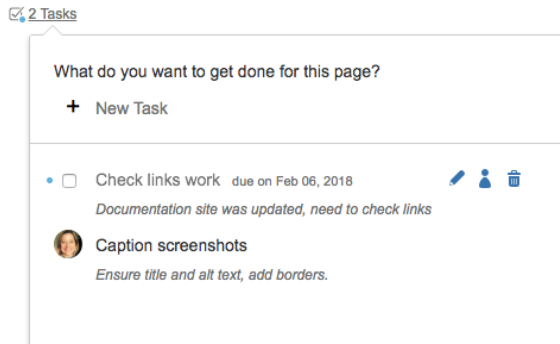 2 Tasks
What do you want to get done for this page?
+ New Task
Check links work due on Feb 06, 2018
Documentation site was updated, need to check links
Caption screenshots
Ensure title and alt text, add borders.